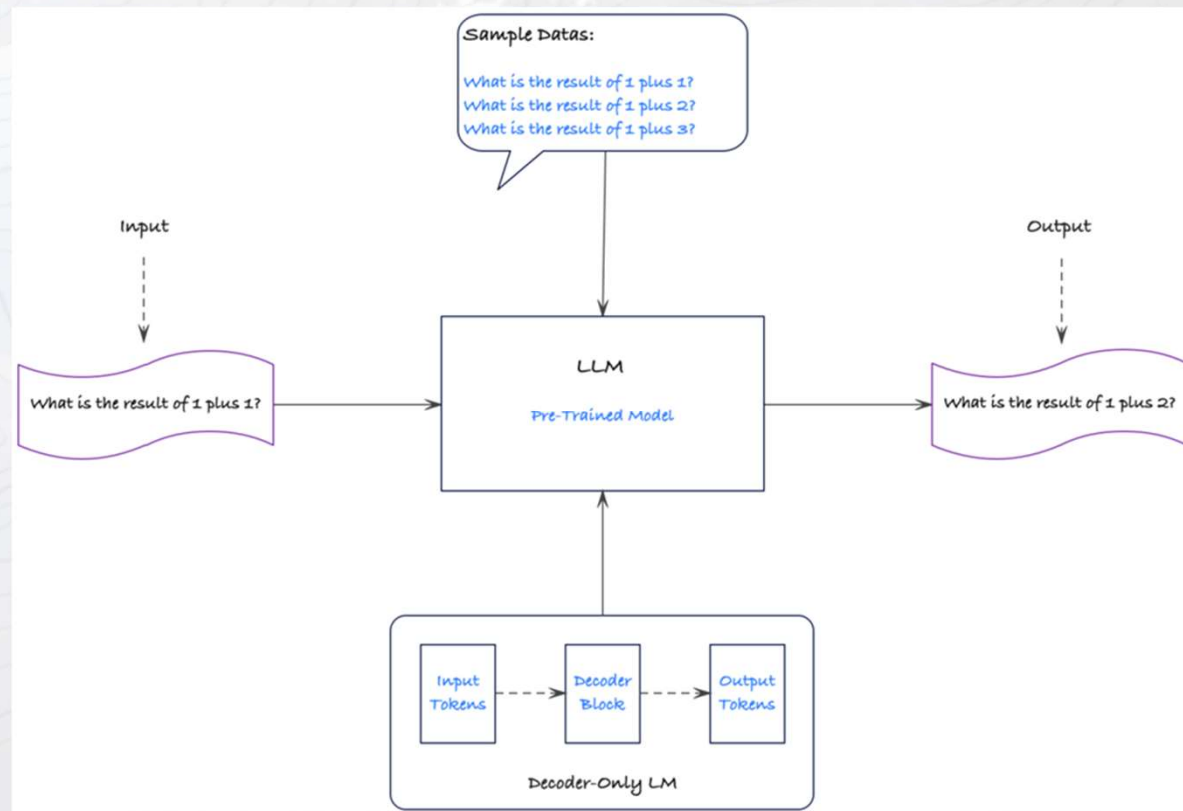 Sample Datas:
What is the result of 1 plus 1?
What is the result of 1 plus 2?
What is the result of 1 plus 3?
Input
Output
What is the result of 1 plus 1?
LLM
Pre-Trained Model
What is the result of 1 plus 2?
Input
Tokens
Decoder
Block
Output
Tokens
Decoder-Only LM